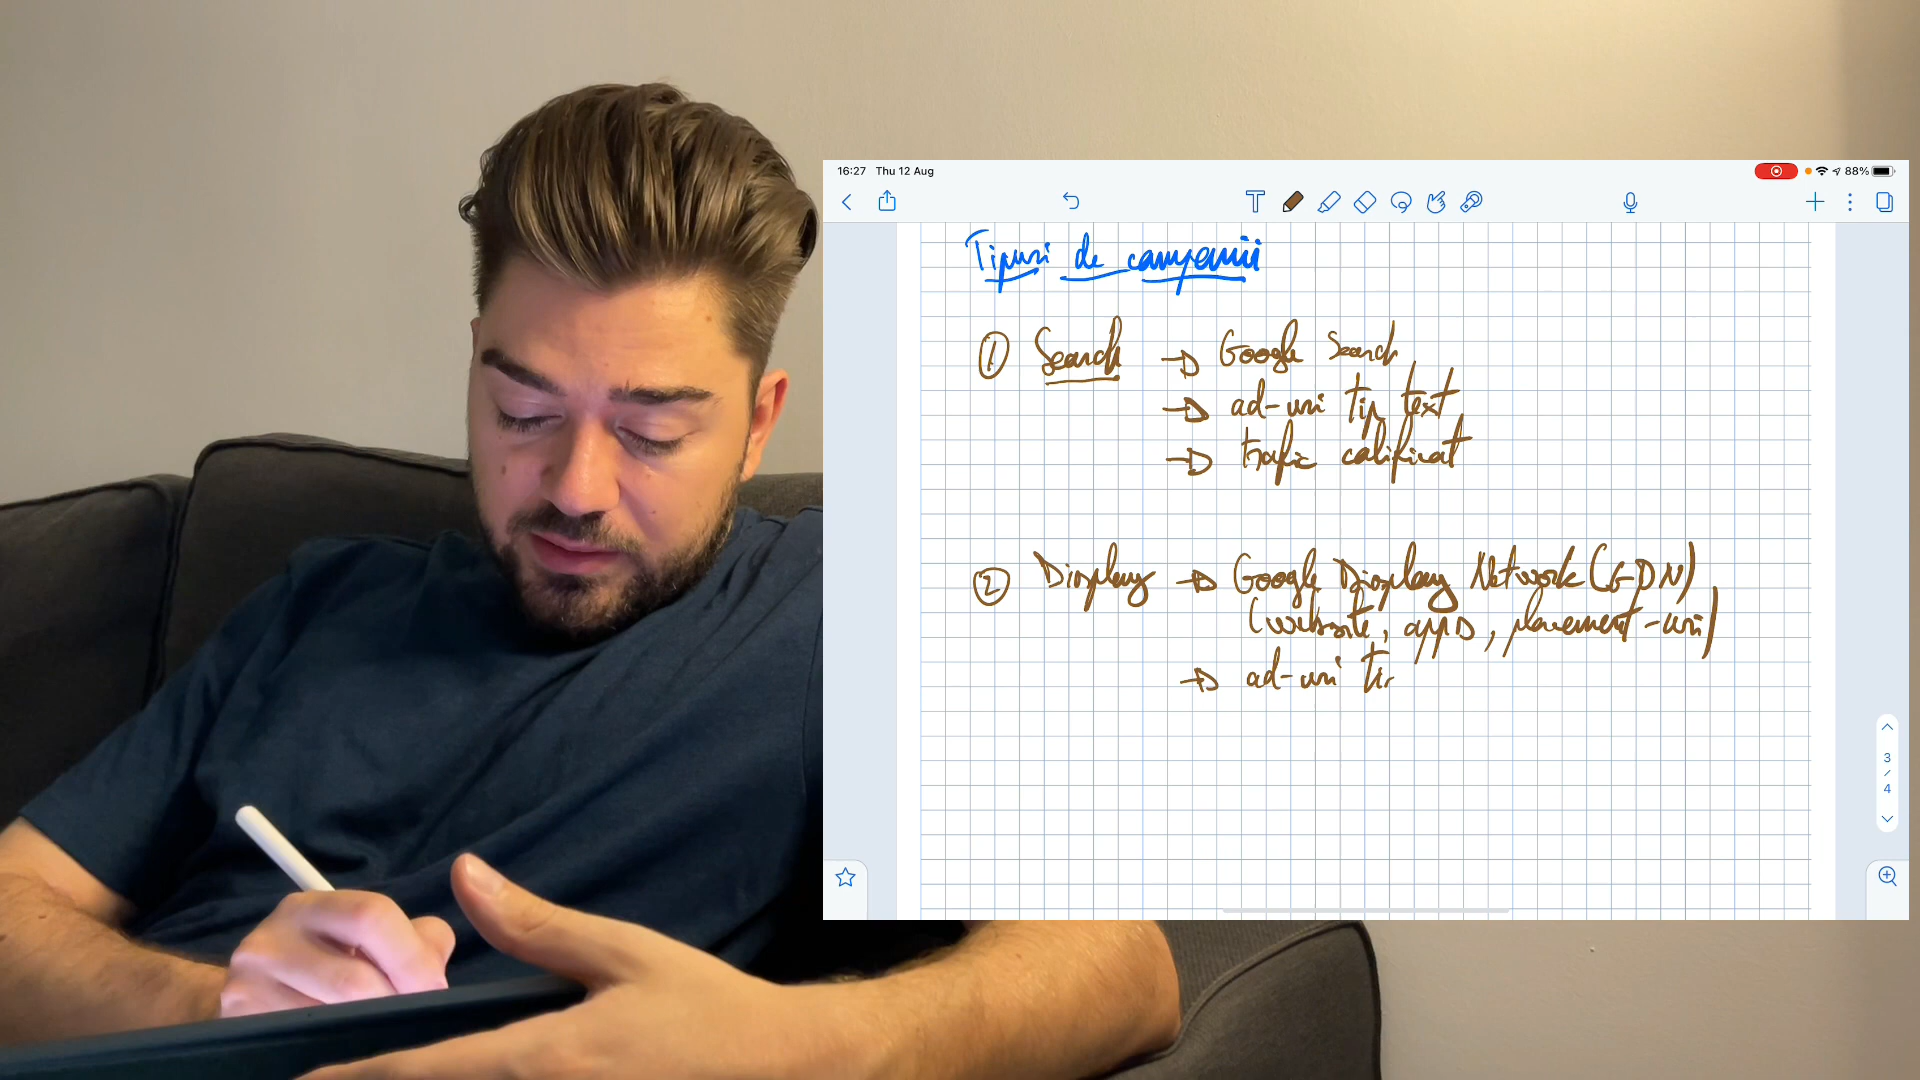 16:27 Thu 12 Aug 88%
T
Tipuri de campanii
1 Search → Google Search
→ ad-uri tip text
→ trafic calificat
2 Display → Google Display Network (GDN)
(website, apps, placement-uri)
→ ad-uri ti
3
/
4